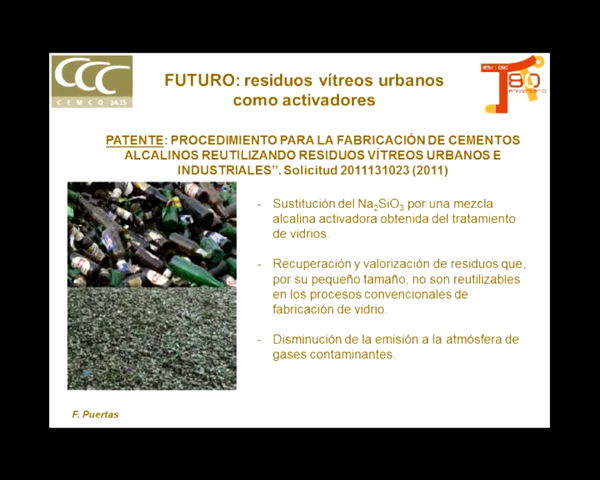 CCC
CEMCO 14.15
FUTURO: residuos vítreos urbanos
como activadores
80
ANIVERSARIO
PATENTE: PROCEDIMIENTO PARA LA FABRICACIÓN DE CEMENTOS
ALCALINOS REUTILIZANDO RESIDUOS VÍTREOS URBANOS E
INDUSTRIALES”. Solicitud 2011131023 (2011)
- Sustitución del Na₂SiO₃ por una mezcla
alcalina activadora obtenida del tratamiento
de vidrios.
- Recuperación y valorización de residuos que,
por su pequeño tamaño, no son reutilizables
en los procesos convencionales de
fabricación de vidrio.
- Disminución de la emisión a la atmósfera de
gases contaminantes.
F. Puertas